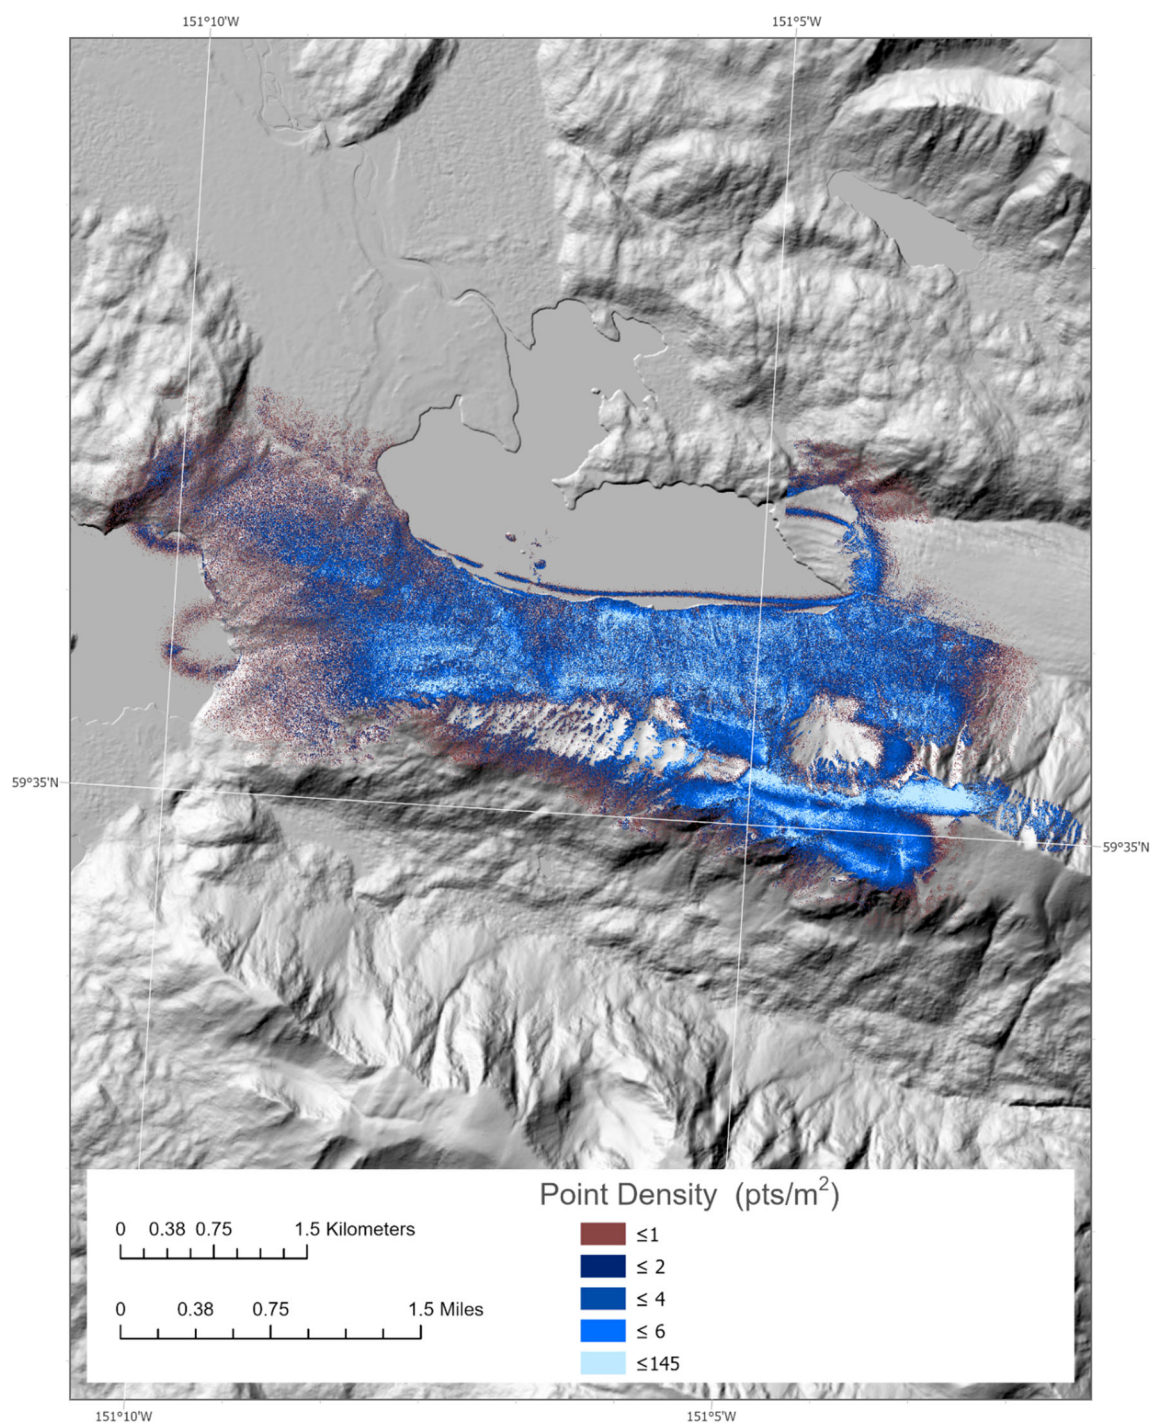 151°10'W 151°5'W
59°35'N
59°35'N
Point Density (pts/m²)
0 0.38 0.75 1.5 Kilometers
≤1
≤ 2
≤ 4
0 0.38 0.75 1.5 Miles
≤ 6
≤145
151°10'W 151°5'W